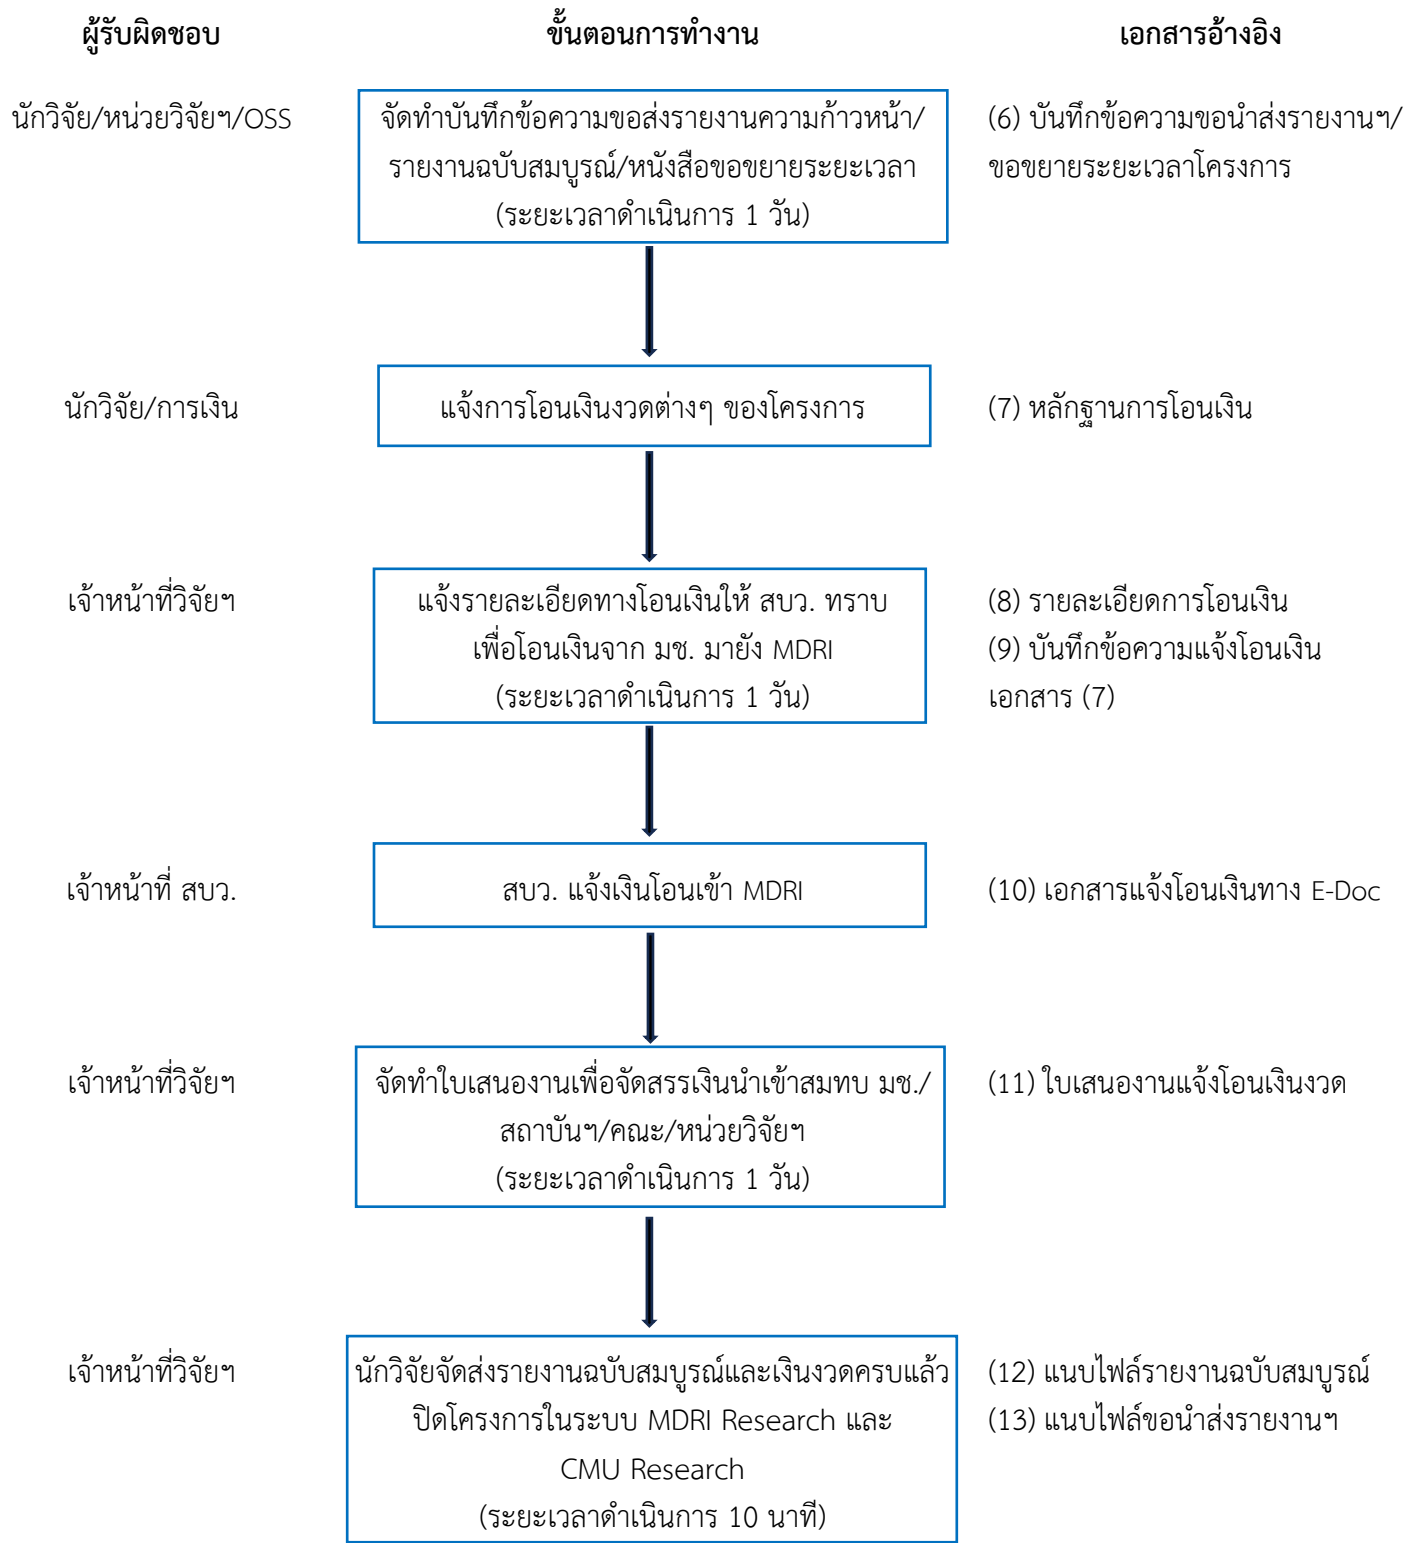 ผู้รับผิดชอบ ขั้นตอนการทำงาน เอกสารอ้างอิง
นักวิจัย/หน่วยวิจัยฯ/OSS จัดทำบันทึกข้อความขอส่งรายงานความก้าวหน้า/ (6) บันทึกข้อความขอนำส่งรายงานฯ/
รายงานฉบับสมบูรณ์/หนังสือขอขยายระยะเวลา ขอขยายระยะเวลาโครงการ
(ระยะเวลาดำเนินการ 1 วัน)
นักวิจัย/การเงิน แจ้งการโอนเงินงวดต่างๆ ของโครงการ (7) หลักฐานการโอนเงิน
เจ้าหน้าที่วิจัยฯ แจ้งรายละเอียดทางโอนเงินให้ สบว. ทราบ (8) รายละเอียดการโอนเงิน
เพื่อโอนเงินจาก มช. มายัง MDRI (9) บันทึกข้อความแจ้งโอนเงิน
(ระยะเวลาดำเนินการ 1 วัน) เอกสาร (7)
เจ้าหน้าที่ สบว. สบว. แจ้งเงินโอนเข้า MDRI (10) เอกสารแจ้งโอนเงินทาง E-Doc
เจ้าหน้าที่วิจัยฯ จัดทำใบเสนองานเพื่อจัดสรรเงินนำเข้าสมทบ มช./ (11) ใบเสนองานแจ้งโอนเงินงวด
สถาบันฯ/คณะ/หน่วยวิจัยฯ
(ระยะเวลาดำเนินการ 1 วัน)
เจ้าหน้าที่วิจัยฯ นักวิจัยจัดส่งรายงานฉบับสมบูรณ์และเงินงวดครบแล้ว (12) แนบไฟล์รายงานฉบับสมบูรณ์
ปิดโครงการในระบบ MDRI Research และ (13) แนบไฟล์ขอนำส่งรายงานฯ
CMU Research
(ระยะเวลาดำเนินการ 10 นาที)